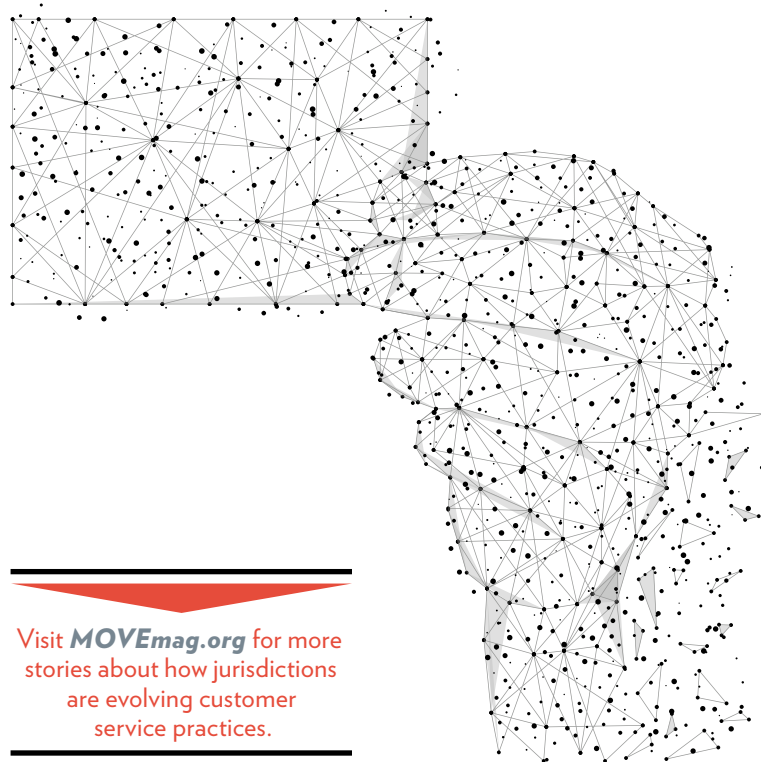 Visit MOVEmag.org for more
stories about how jurisdictions
are evolving customer
service practices.